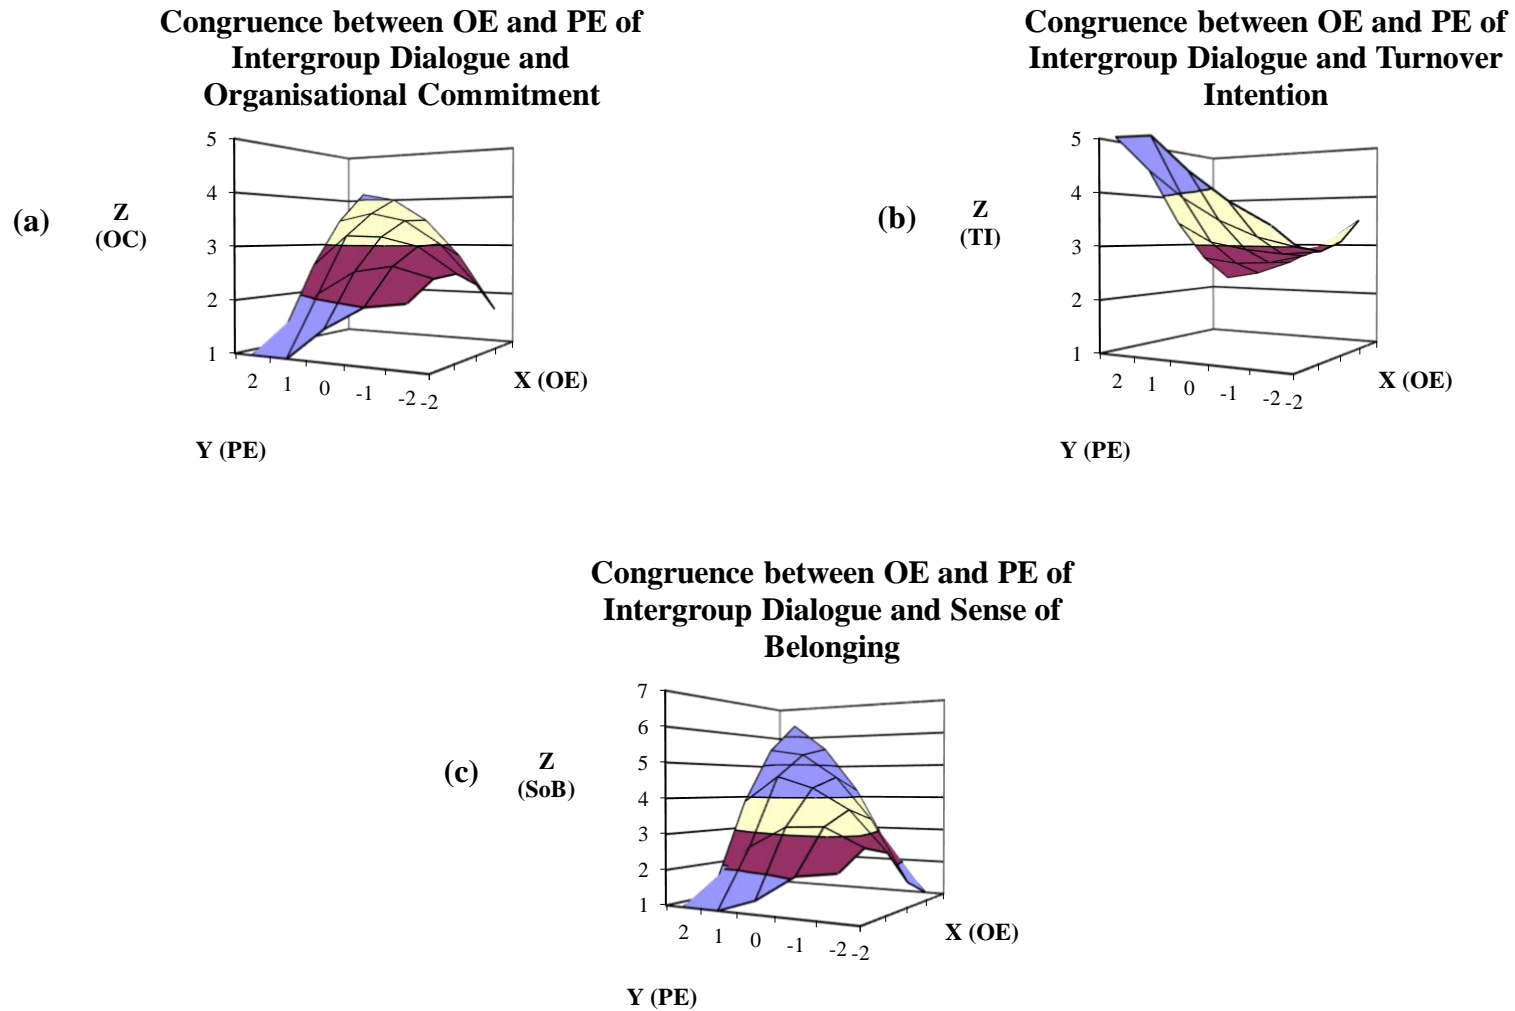 Congruence between OE and PE of
Intergroup Dialogue and
Organisational Commitment
(a)
Z
(OC)
5
4
3
2
1
2 1 0 -1 -2 -2
X (OE)
Y (PE)
Congruence between OE and PE of
Intergroup Dialogue and Turnover
Intention
(b)
Z
(TI)
5
4
3
2
1
2 1 0 -1 -2 -2
X (OE)
Y (PE)
Congruence between OE and PE of
Intergroup Dialogue and Sense of
Belonging
(c)
Z
(SoB)
7
6
5
4
3
2
1
2 1 0 -1 -2 -2
X (OE)
Y (PE)